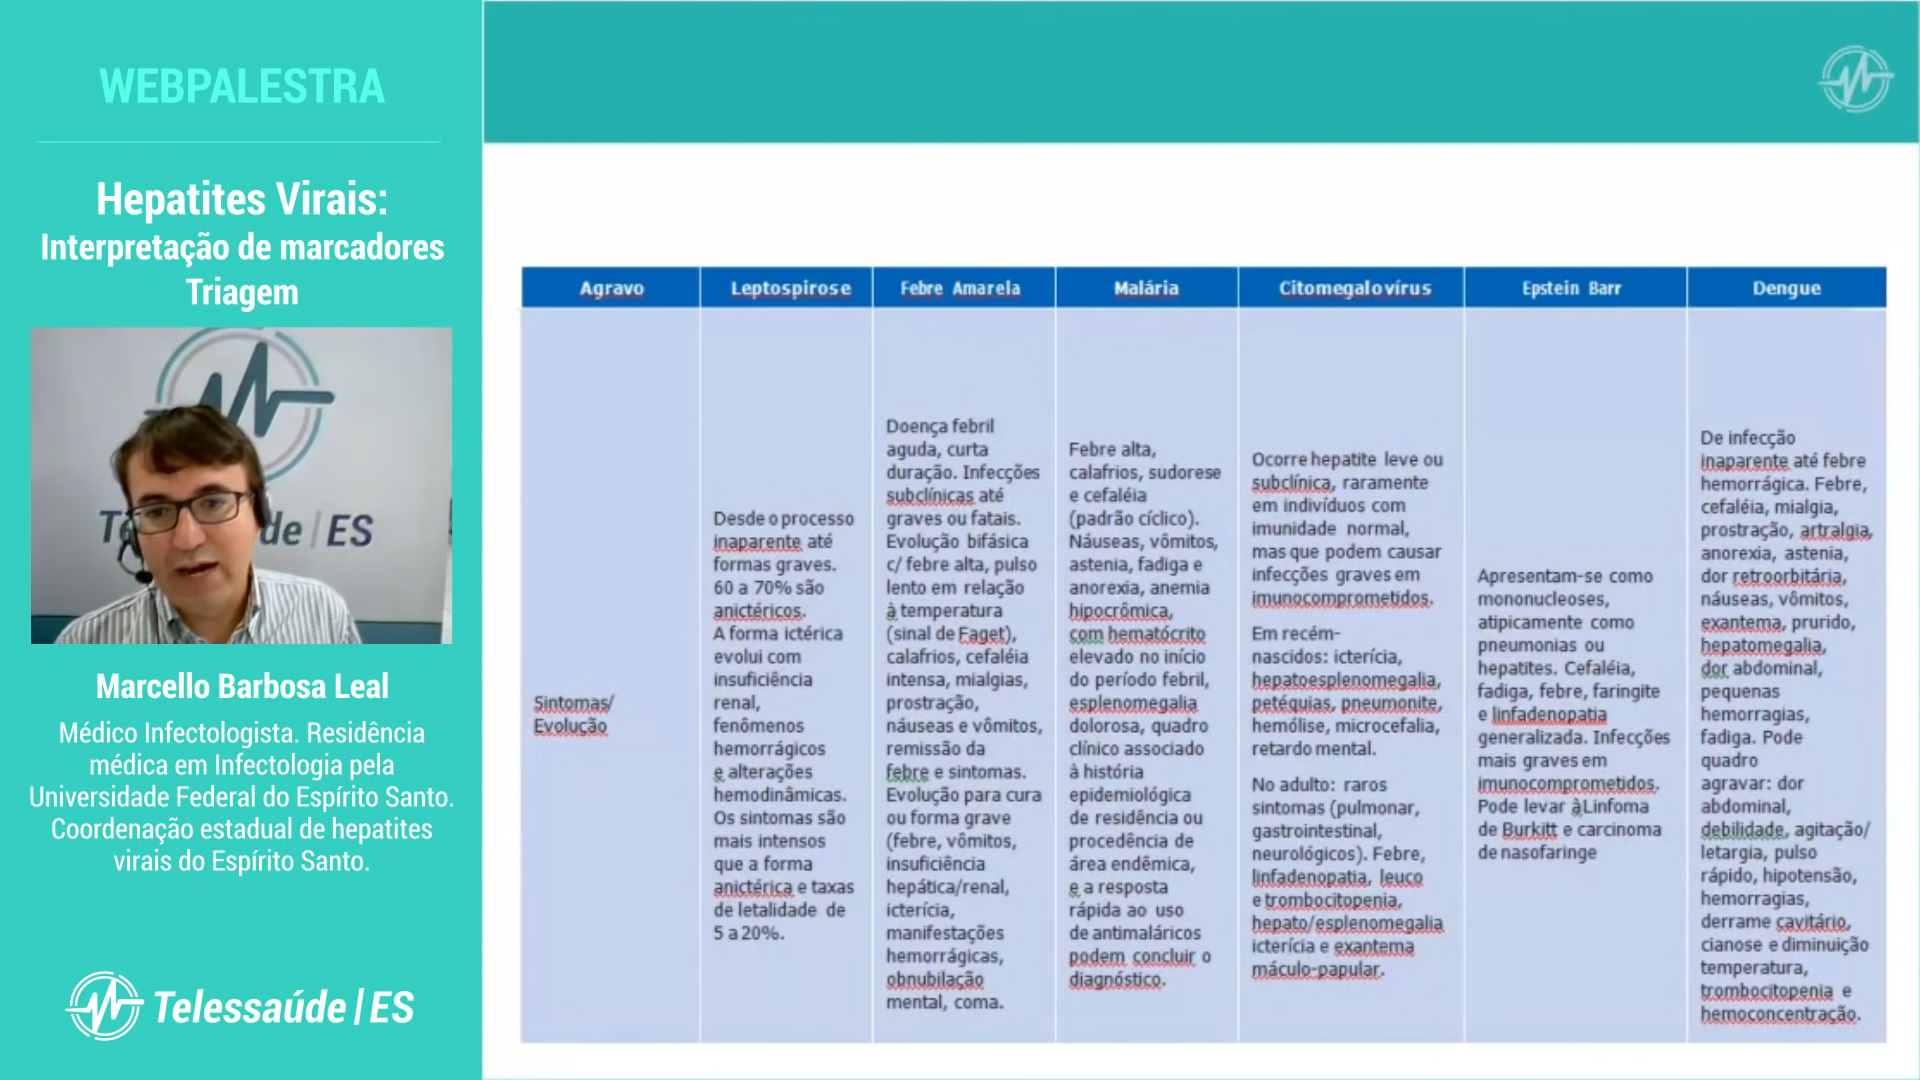 WEBPALESTRA
Hepatites Virais:
Interpretação de marcadores
Triagem
Te de | ES
Marcello Barbosa Leal
Médico Infectologista. Residência
médica em Infectologia pela
Universidade Federal do Espírito Santo.
Coordenação estadual de hepatites
virais do Espírito Santo.
Telessaúde | ES
Agravo
Leptospirose
Febre Amarela
Malária
Citomegalovírus
Epstein Barr
Dengue
Sintomas/
Evolução
Desde o processo
inaparente até
formas graves.
60 a 70% são
anictéricos.
A forma ictérica
evolui com
insuficiência
renal,
fenômenos
hemorrágicos
e alterações
hemodinâmicas.
Os sintomas são
mais intensos
que a forma
anictérica e taxas
de letalidade de
5 a 20%.
Doença febril
aguda, curta
duração. Infecções
subclínicas até
graves ou fatais.
Evolução bifásica
c/ febre alta, pulso
lento em relação
à temperatura
(sinal de Faget),
calafrios, cefaléia
intensa, mialgias,
prostração,
náuseas e vômitos,
remissão da
febre e sintomas.
Evolução para cura
ou forma grave
(febre, vômitos,
insuficiência
hepática/renal,
icterícia,
manifestações
hemorrágicas,
obnubilação
mental, coma.
Febre alta,
calafrios, sudorese
e cefaléia
(padrão cíclico).
Náuseas, vômitos,
astenia, fadiga e
anorexia, anemia
hipocrômica,
com hematócrito
elevado no início
do período febril,
esplenomegalia
dolorosa, quadro
clínico associado
à história
epidemiológica
de residência ou
procedência de
área endêmica,
e a resposta
rápida ao uso
de antimaláricos
podem concluir o
diagnóstico.
Ocorre hepatite leve ou
subclínica, raramente
em indivíduos com
imunidade normal,
mas que podem causar
infecções graves em
imunocomprometidos.
Em recém-
nascidos: icterícia,
hepatoesplenomegalia,
petéquias, pneumonite,
hemólise, microcefalia,
retardo mental.
No adulto: raros
sintomas (pulmonar,
gastrointestinal,
neurológicos). Febre,
linfadenopatia, leuco
e trombocitopenia,
hepato/esplenomegalia
icterícia e exantema
máculo-papular.
Apresentam-se como
mononucleoses,
atipicamente como
pneumonias ou
hepatites. Cefaléia,
fadiga, febre, faringite
e linfadenopatia
generalizada. Infecções
mais graves em
imunocomprometidos.
Pode levar àLinfoma
de Burkitt e carcinoma
de nasofaringe
De infecção
inaparente até febre
hemorrágica. Febre,
cefaléia, mialgia,
prostração, artralgia,
anorexia, astenia,
dor retroorbitária,
náuseas, vômitos,
exantema, prurido,
hepatomegalia,
dor abdominal,
pequenas
hemorragias,
fadiga. Pode
quadro
agravar: dor
abdominal,
debilidade, agitação/
letargia, pulso
rápido, hipotensão,
hemorragias,
derrame cavitário,
cianose e diminuição
temperatura,
trombocitopenia e
hemoconcentração.